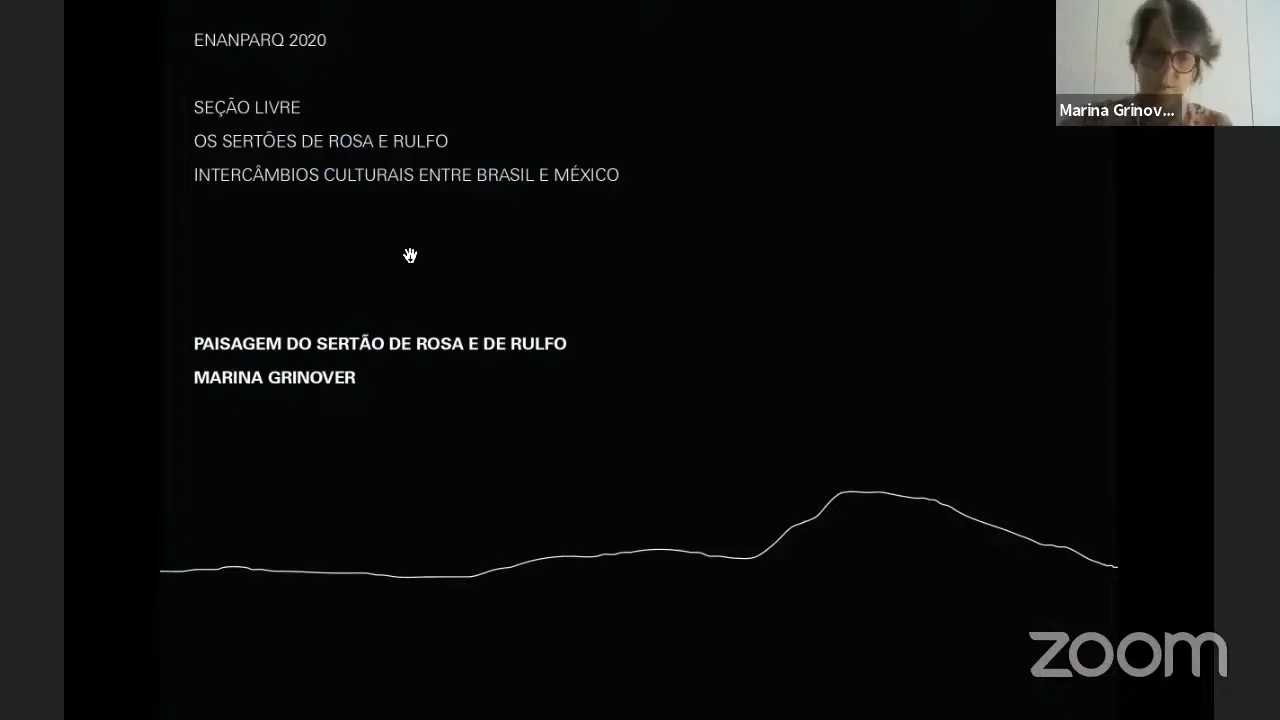 ENANPARQ 2020
SEÇÃO LIVRE
OS SERTÕES DE ROSA E RULFO
INTERCÂMBIOS CULTURAIS ENTRE BRASIL E MÉXICO
PAISAGEM DO SERTÃO DE ROSA E DE RULFO
MARINA GRINOVER
Marina Grinov...
zoom